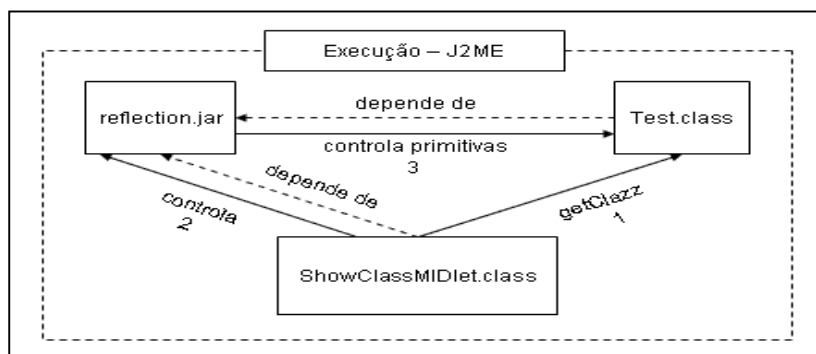 Execução – J2ME
depende de
reflection.jar
Test.class
controla primitivas
3
depende de
controla
2
getClazz
1
ShowClassMIDlet.class